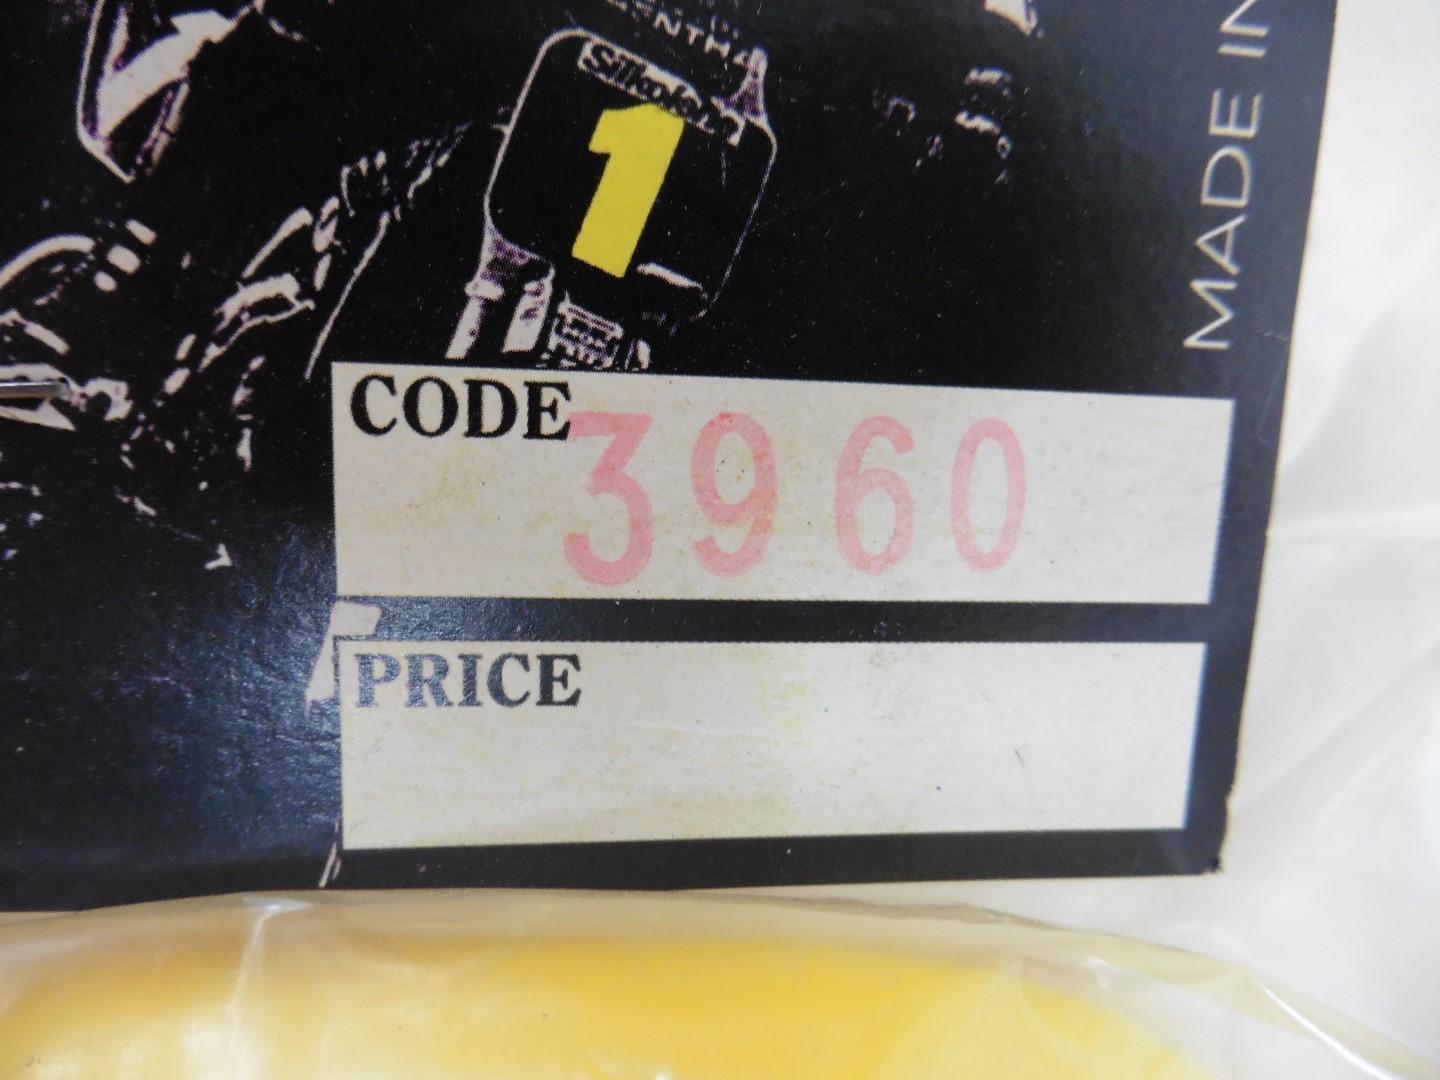 Silkolene
1
MADE IN
CODE
3960
PRICE